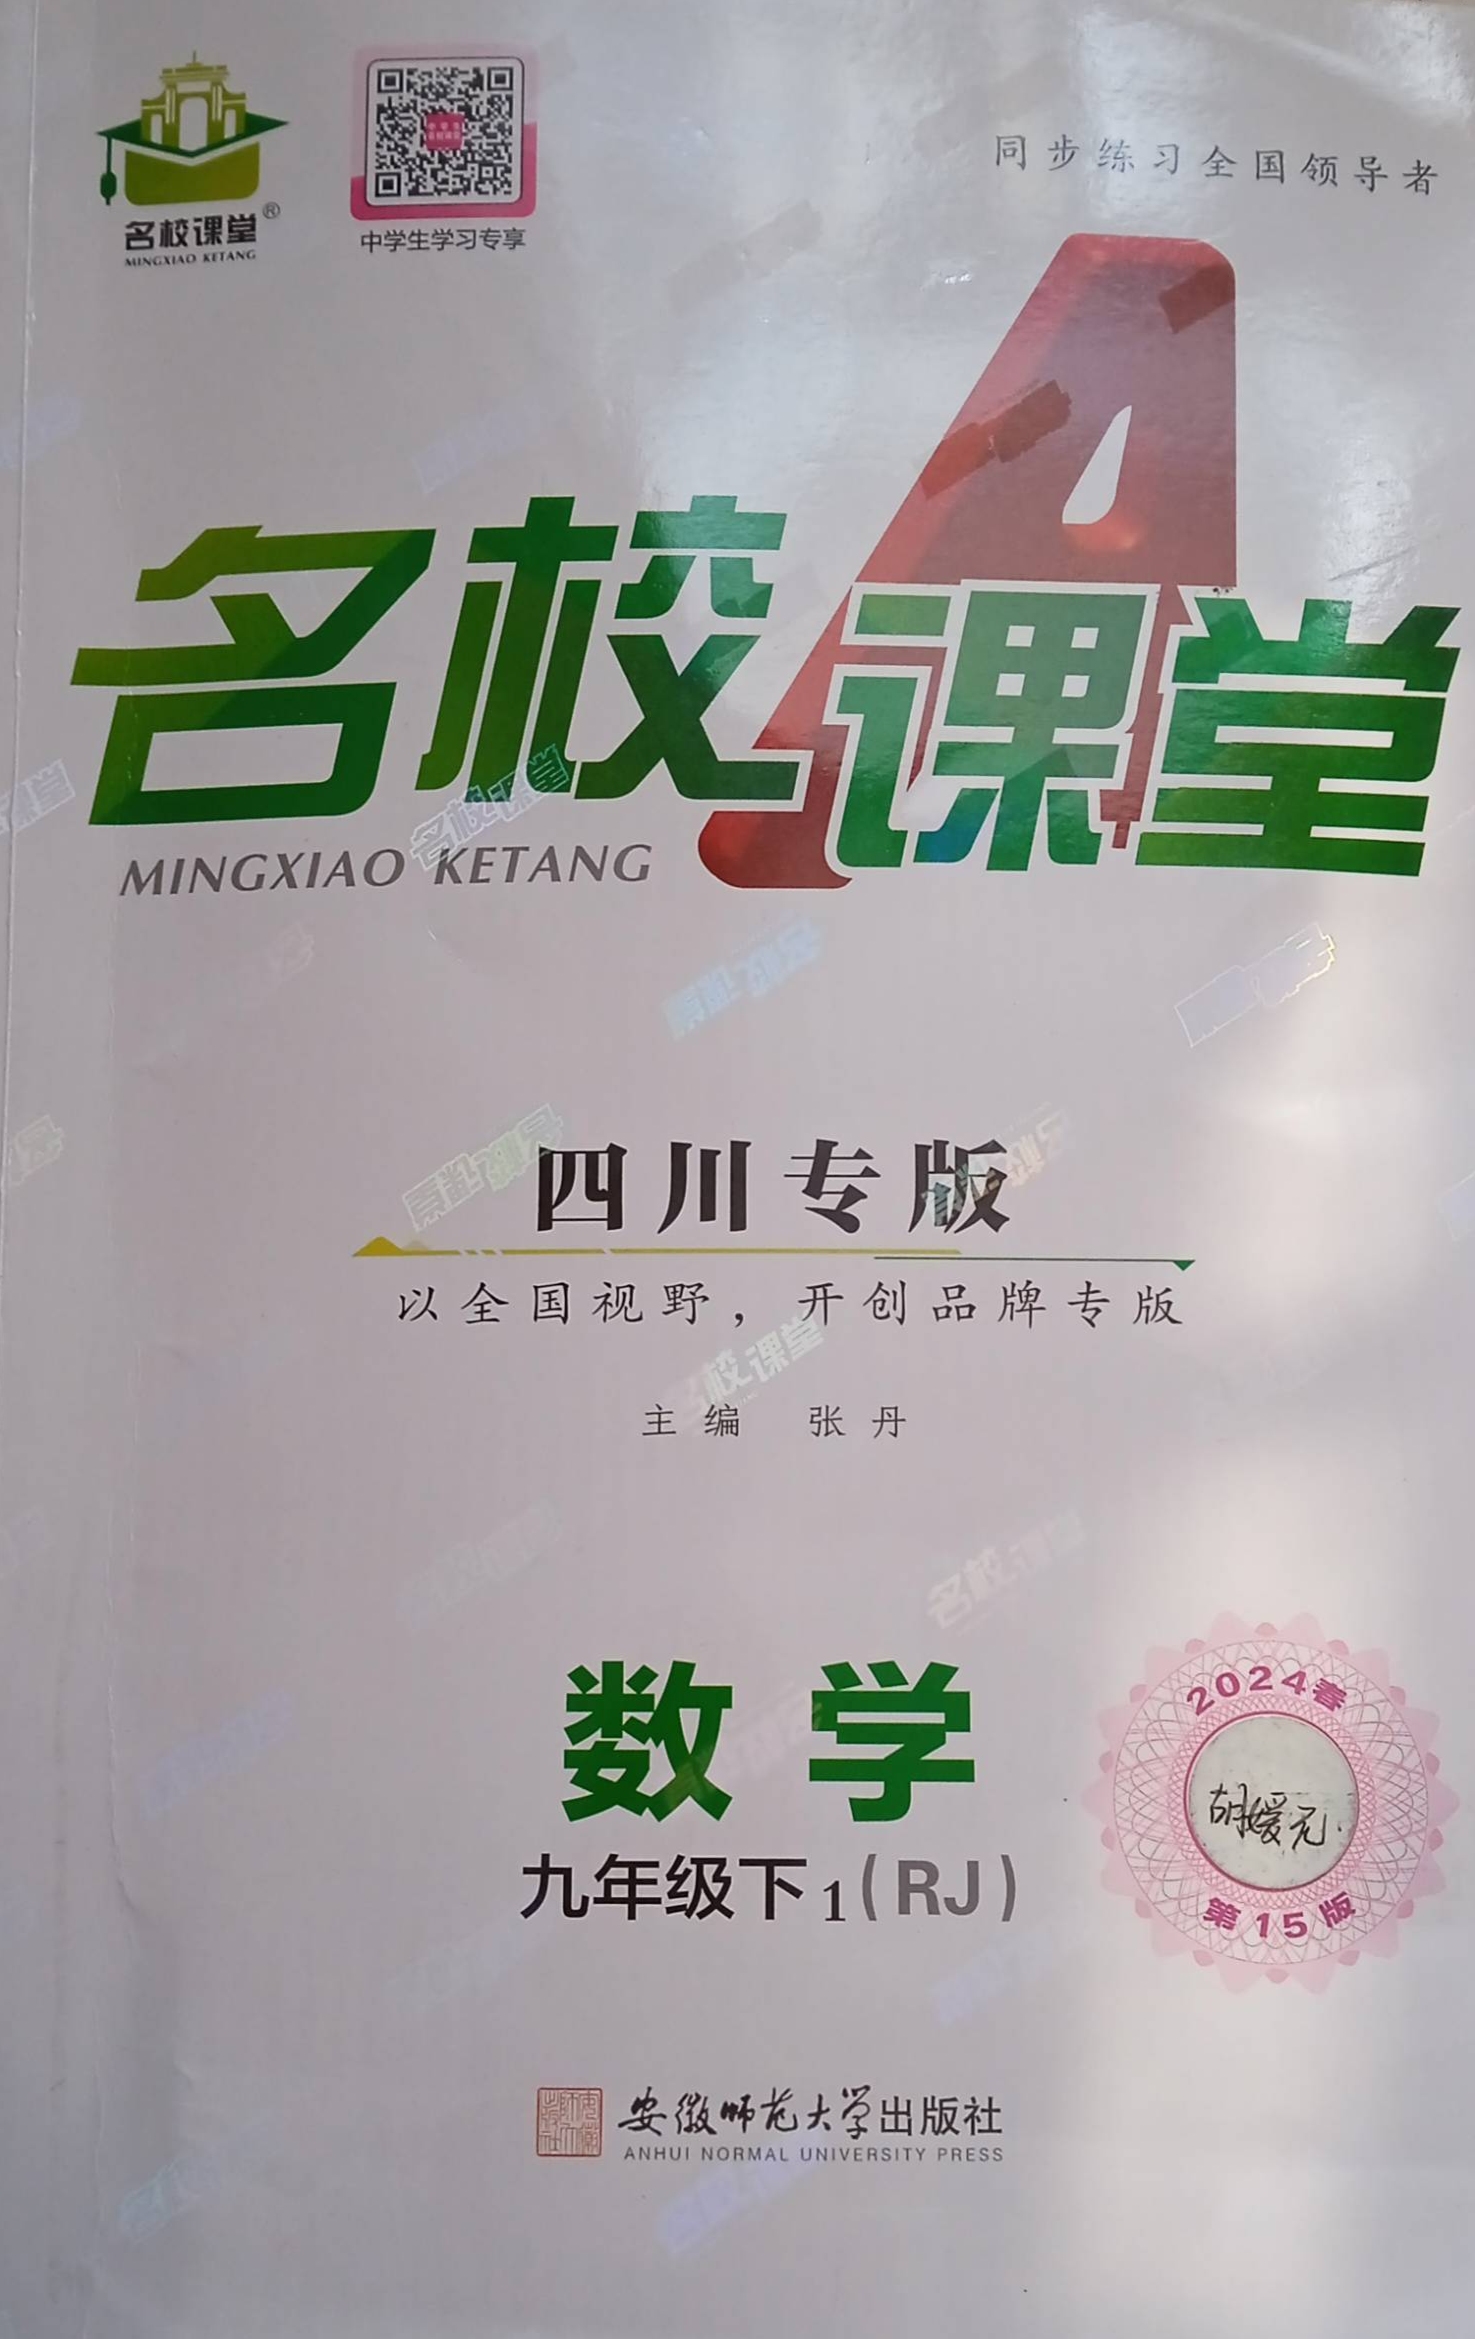 名校课堂®
MINGXIAO KETANG
中学生学习专享
同步练习全国领导者
A
名校课堂
MINGXIAO KETANG
四川专版
以全国视野，开创品牌专版
主编 张丹
数学
九年级下1(RJ)
2024春
胡媛元
第15版
安徽师范大学出版社
ANHUI NORMAL UNIVERSITY PRESS